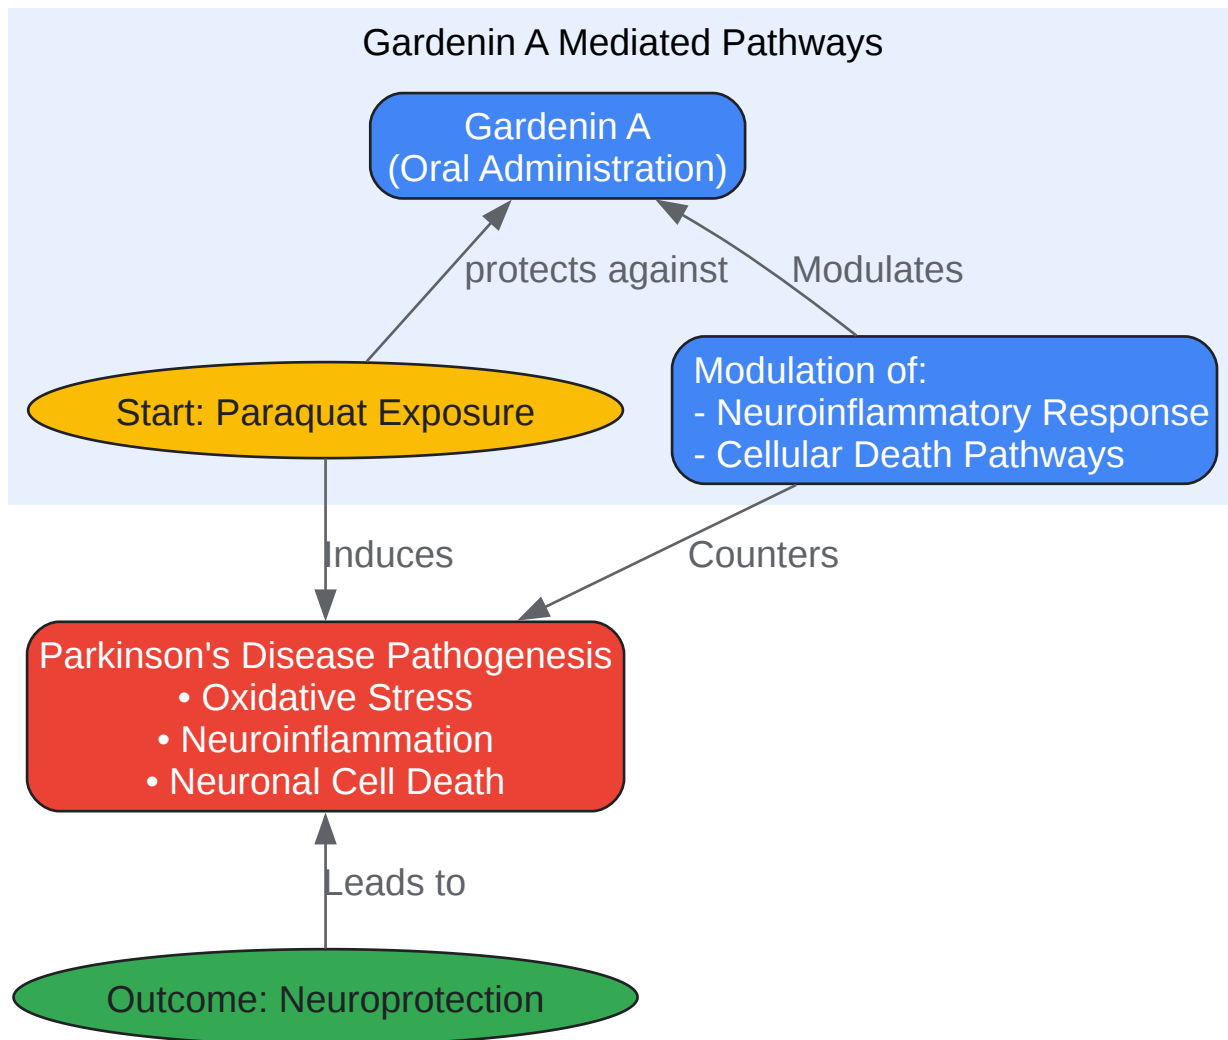 Gardenin A Mediated Pathways
Gardenin A
(Oral Administration)
protects against
Modulates
Start: Paraquat Exposure
Modulation of:
- Neuroinflammatory Response
- Cellular Death Pathways
Induces
Counters
Parkinson's Disease Pathogenesis
• Oxidative Stress
• Neuroinflammation
• Neuronal Cell Death
Leads to
Outcome: Neuroprotection